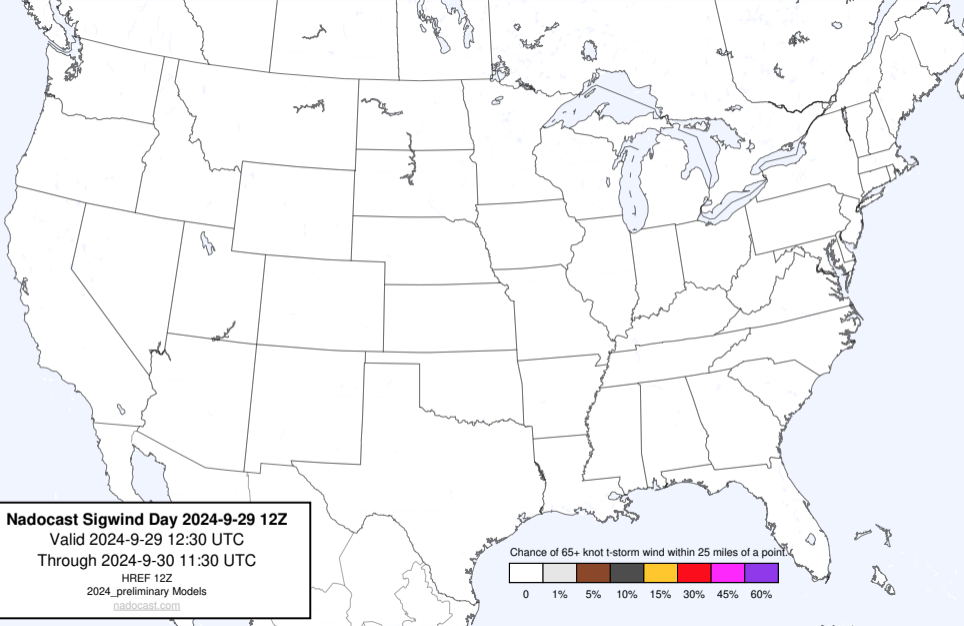 Nadocast Sigwind Day 2024-9-29 12Z
Valid 2024-9-29 12:30 UTC
Through 2024-9-30 11:30 UTC
HREF 12Z
2024_preliminary Models
nadocast.com
Chance of 65+ knot t-storm wind within 25 miles of a point.
0 1% 5% 10% 15% 30% 45% 60%